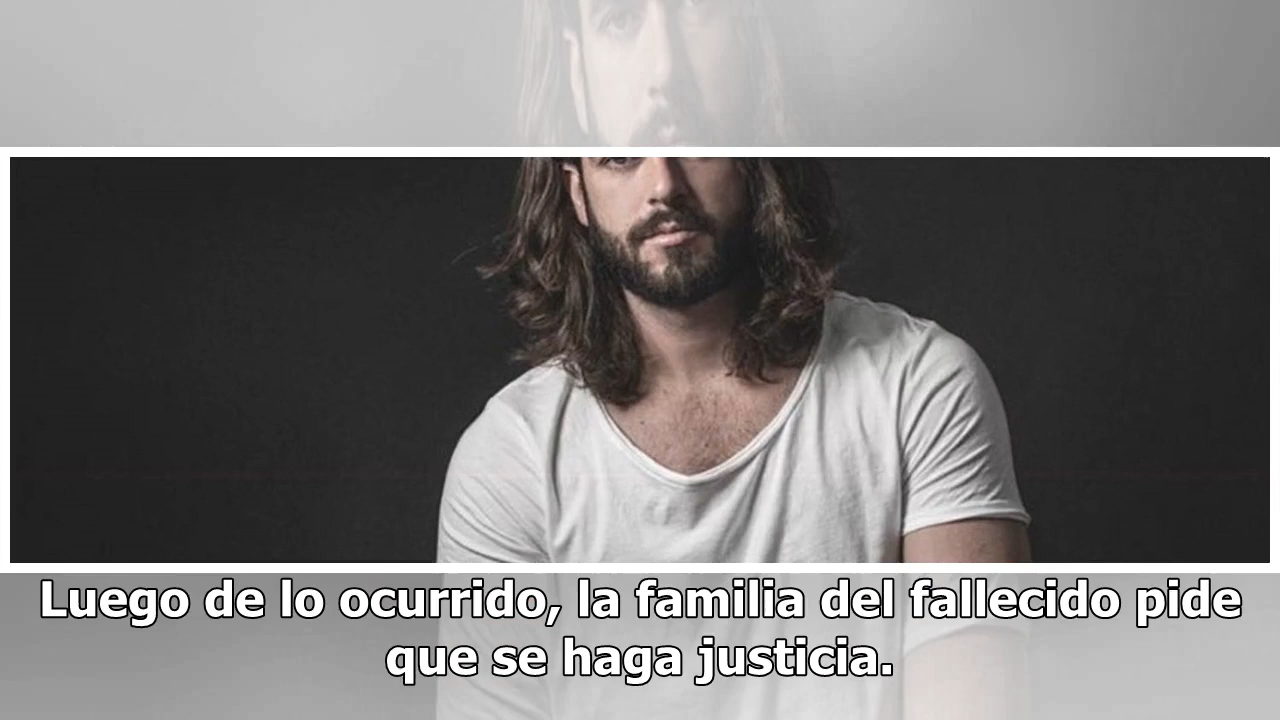 Luego de lo ocurrido, la familia del fallecido pide
que se haga justicia.